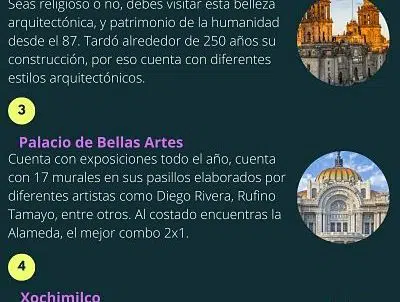 Seas religioso o no, debes visitar esta belleza
arquitectónica, y patrimonio de la humanidad
desde el 87. Tardó alrededor de 250 años su
construcción, por eso cuenta con diferentes
estilos arquitectónicos.
3
Palacio de Bellas Artes
Cuenta con exposiciones todo el año, cuenta
con 17 murales en sus pasillos elaborados por
diferentes artistas como Diego Rivera, Rufino
Tamayo, entre otros. Al costado encuentras la
Alameda, el mejor combo 2x1.
4
Xochimilco